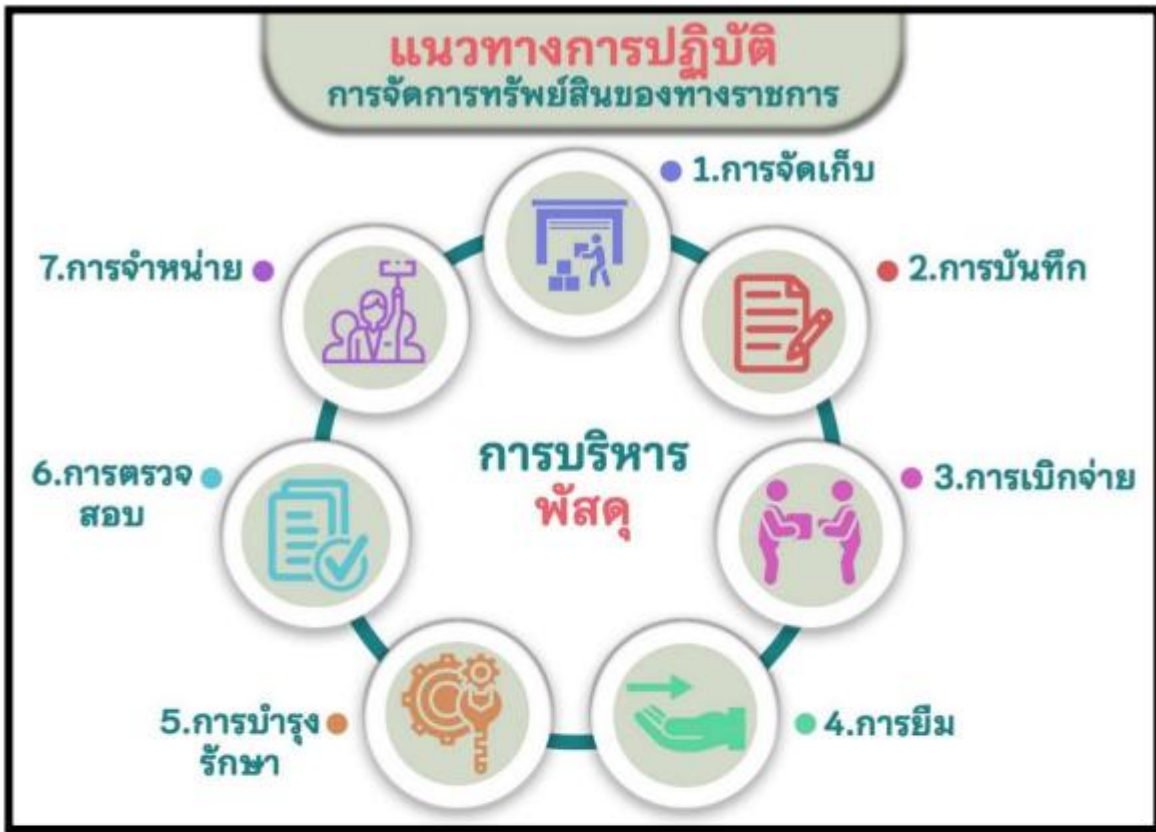 แนวทางการปฏิบัติ
การจัดการทรัพย์สินของทางราชการ
1.การจัดเก็บ
2.การบันทึก
3.การเบิกจ่าย
4.การยืม
5.การบำรุง
รักษา
6.การตรวจ
สอบ
7.การจำหน่าย
การบริหาร
พัสดุ